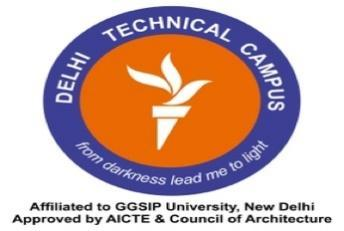 DELHI TECHNICAL CAMPUS
from darkness lead me to light
Affiliated to GGSIP University, New Delhi
Approved by AICTE & Council of Architecture